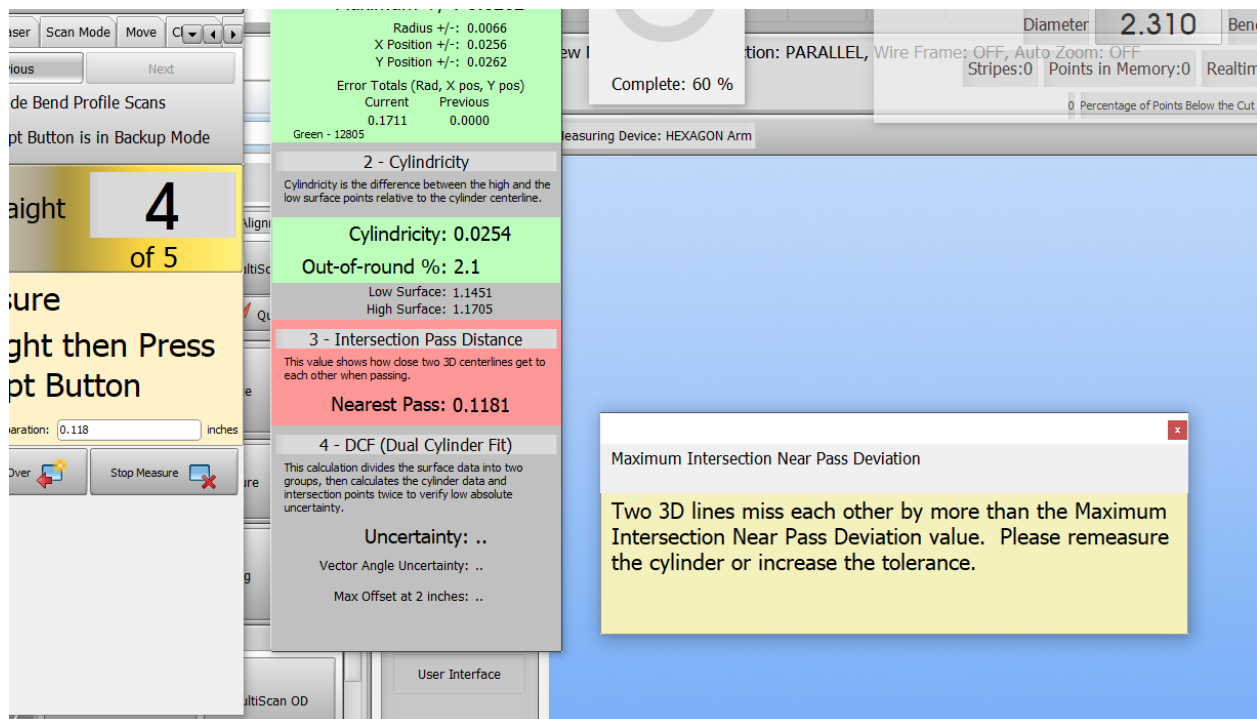 Scan Mode
Move
Next
de Bend Profile Scans
pt Button is in Backup Mode
4
of 5
then Press
Button
0.118
inches
Over
Stop Measure
Radius +/-: 0.0066
X Position +/-: 0.0256
Y Position +/-: 0.0262
Error Totals (Rad, X pos, Y pos)
Current Previous
0.1711 0.0000
Green - 12805
2 - Cylindricity
Cylindricity is the difference between the high and the
low surface points relative to the cylinder centerline.
Cylindricity: 0.0254
Out-of-round %: 2.1
Low Surface: 1.1451
High Surface: 1.1705
3 - Intersection Pass Distance
This value shows how close two 3D centerlines get to
each other when passing.
Nearest Pass: 0.1181
4 - DCF (Dual Cylinder Fit)
This calculation divides the surface data into two
groups, then calculates the cylinder data and
intersection points twice to verify low absolute
uncertainty.
Uncertainty: ..
Vector Angle Uncertainty: ..
Max Offset at 2 inches: ..
ltiScan OD
User Interface
Complete: 60 %
tion: PARALLEL, Wire Frame: OFF, Auto Zoom: OFF
Diameter 2.310
Stripes:0 Points in Memory:0
0 Percentage of Points Below the Cut
Measuring Device: HEXAGON Arm
x
Maximum Intersection Near Pass Deviation
Two 3D lines miss each other by more than the Maximum
Intersection Near Pass Deviation value. Please remeasure
the cylinder or increase the tolerance.